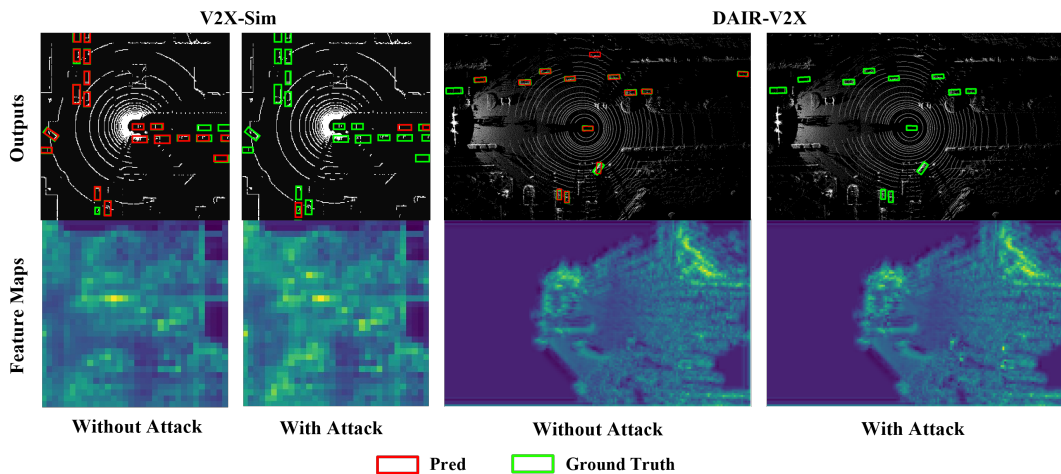 V2X-Sim
DAIR-V2X
Outputs
Feature Maps
Without Attack
With Attack
Without Attack
With Attack
Pred
Ground Truth